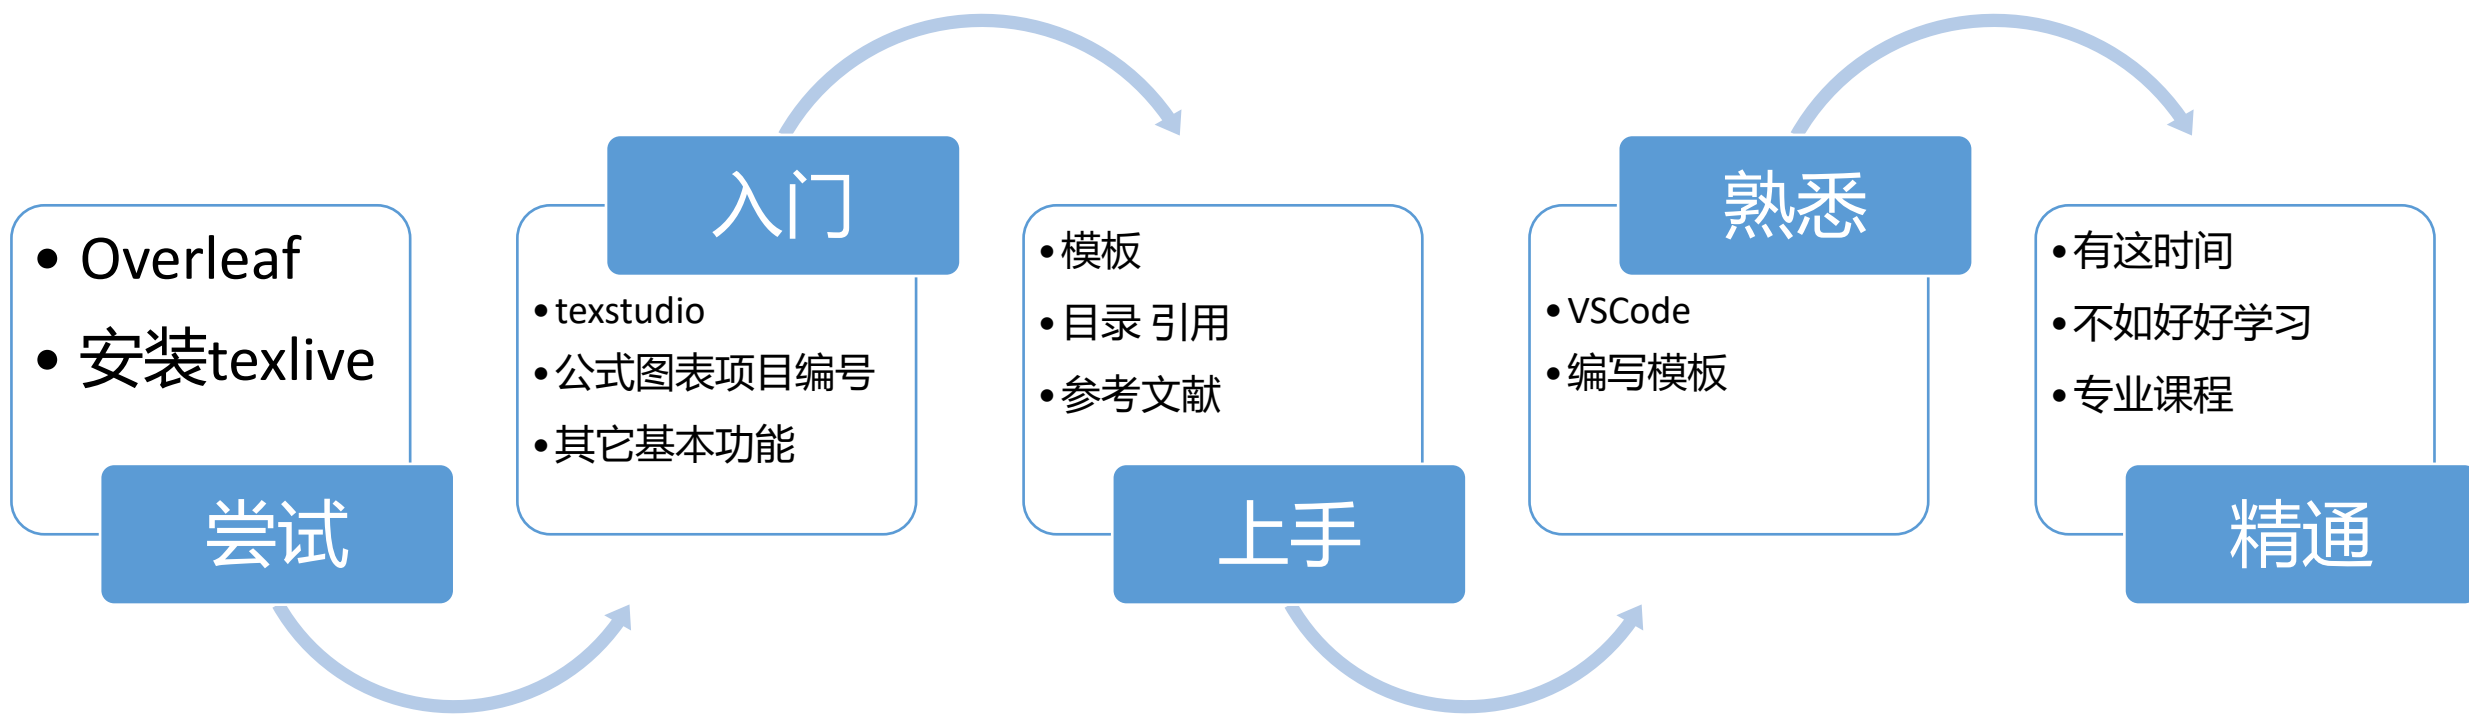 Overleaf
安装texlive
尝试
入门
texstudio
公式图表项目编号
其它基本功能
模板
目录 引用
参考文献
上手
熟悉
VSCode
编写模板
有这时间
不如好好学习
专业课程
精通